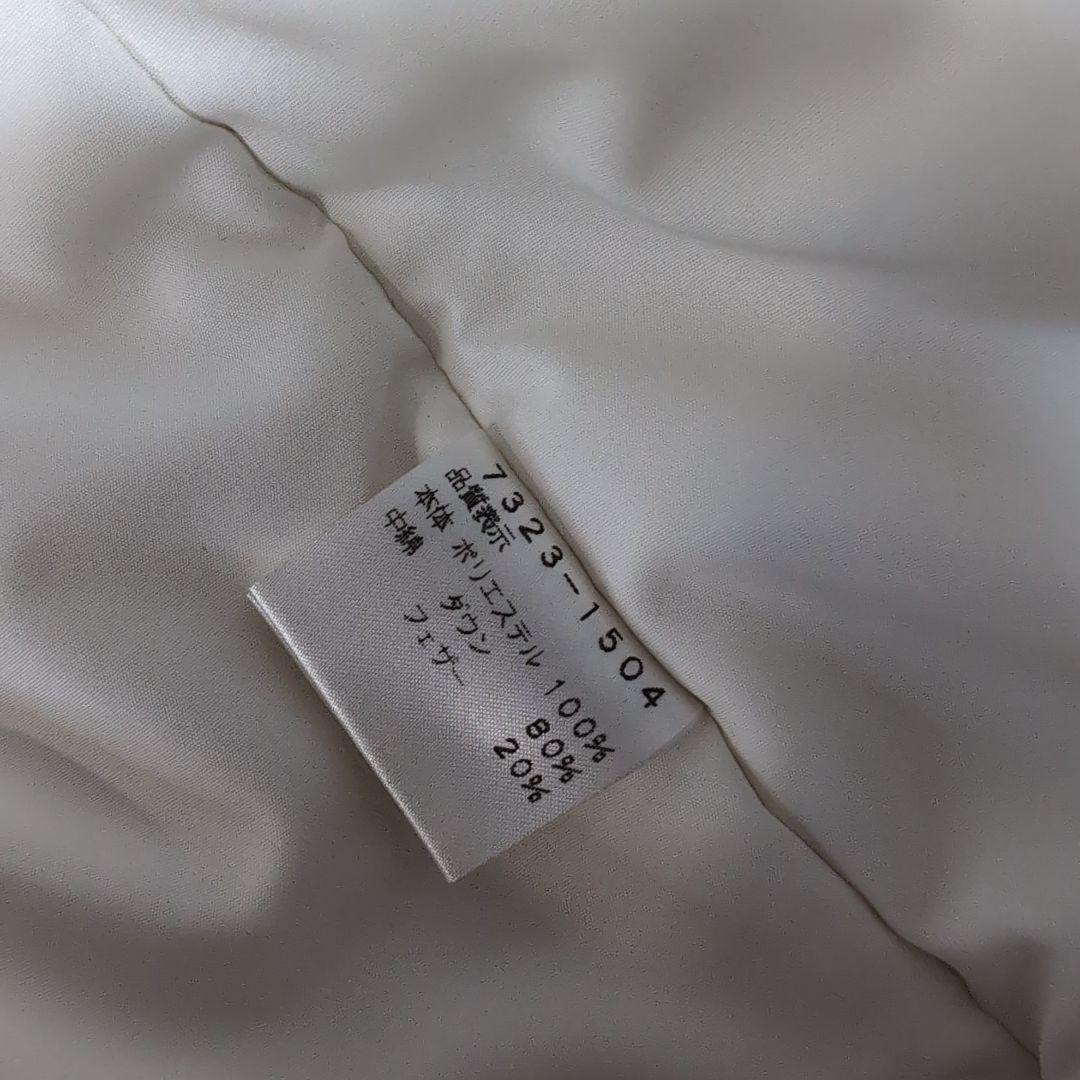 7323-1504
品質表示
本体 ポリエステル 100%
中綿 ダウン 80%
フェザー 20%